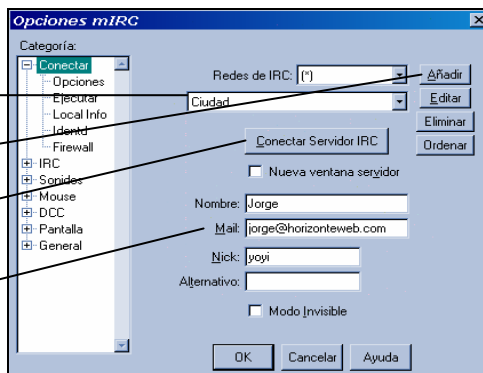 Opciones mIRC
Categoría:
Conectar
Opciones
Ejecutar
Local Info
Identd
Firewall
IRC
Sonidos
Mouse
DCC
Pantalla
General
Redes de IRC: (*)
Ciudad
Añadir
Editar
Eliminar
Ordenar
Conectar Servidor IRC
Nueva ventana servidor
Nombre: Jorge
Mail: jorge@horizonteweb.com
Nick: yoyi
Alternativo:
Modo Invisible
OK Cancelar Ayuda